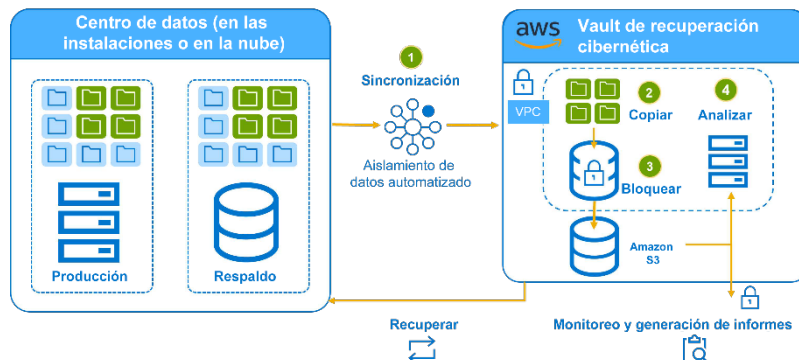 Centro de datos (en las
instalaciones o en la nube)
Producción
Respaldo
1
Sincronización
Aislamiento de
datos automatizado
aws
Vault de recuperación
cibernética
VPC
2
Copiar
4
Analizar
3
Bloquear
Amazon
S3
Recuperar
Monitoreo y generación de informes